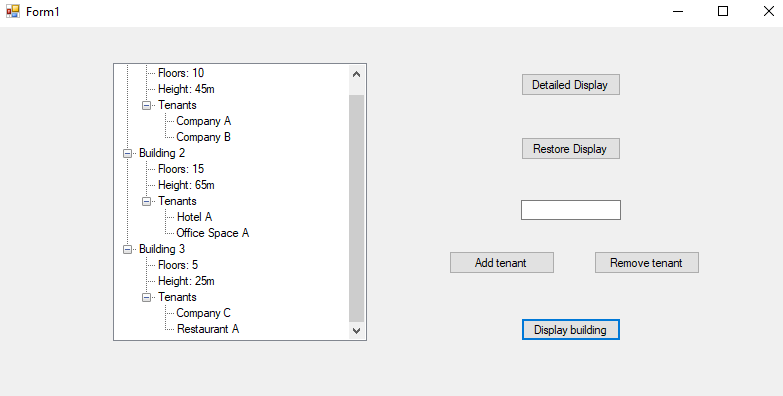 Form1
Floors: 10
Height: 45m
Tenants
Company A
Company B
Building 2
Floors: 15
Height: 65m
Tenants
Hotel A
Office Space A
Building 3
Floors: 5
Height: 25m
Tenants
Company C
Restaurant A
Detailed Display
Restore Display
Add tenant
Remove tenant
Display building